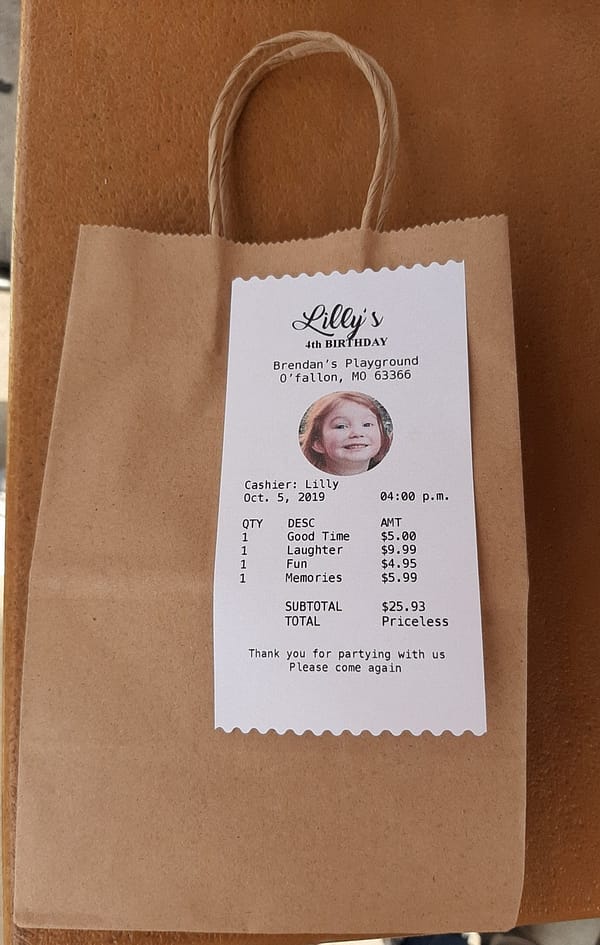 Lilly's
4th BIRTHDAY
Brendan's Playground
O'fallon, MO 63366
Cashier: Lilly
Oct. 5, 2019 04:00 p.m.
QTY DESC AMT
1 Good Time $5.00
1 Laughter $9.99
1 Fun $4.95
1 Memories $5.99
SUBTOTAL $25.93
TOTAL Priceless
Thank you for partying with us
Please come again